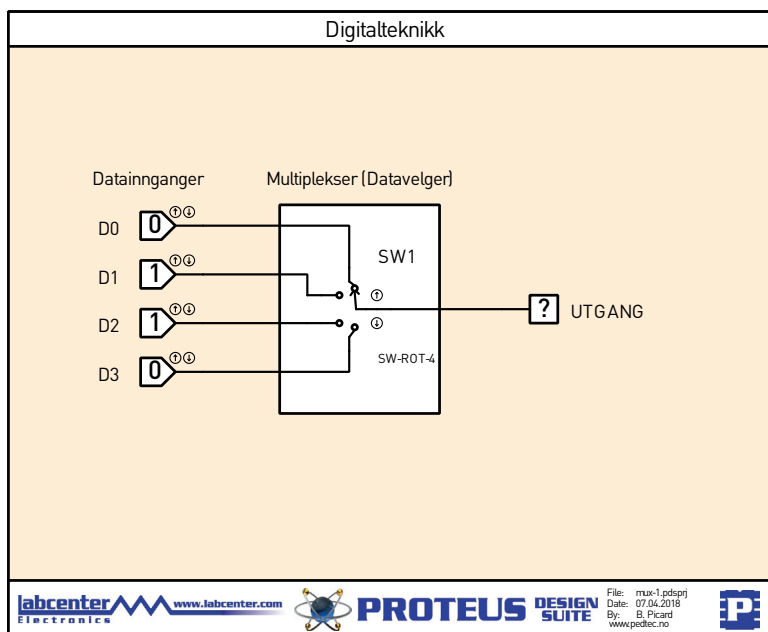 Digitalteknikk
Datainnganger
Multiplekser (Datavelger)
D0 0
SW1
D1 1
D2 1
? UTGANG
SW-ROT-4
D3 0
labcenter
Electronics
www.labcenter.com
PROTEUS DESIGN SUITE
File: mux-1.pdsprj
Date: 07.04.2018
By: B. Picard
www.pedtec.no
P